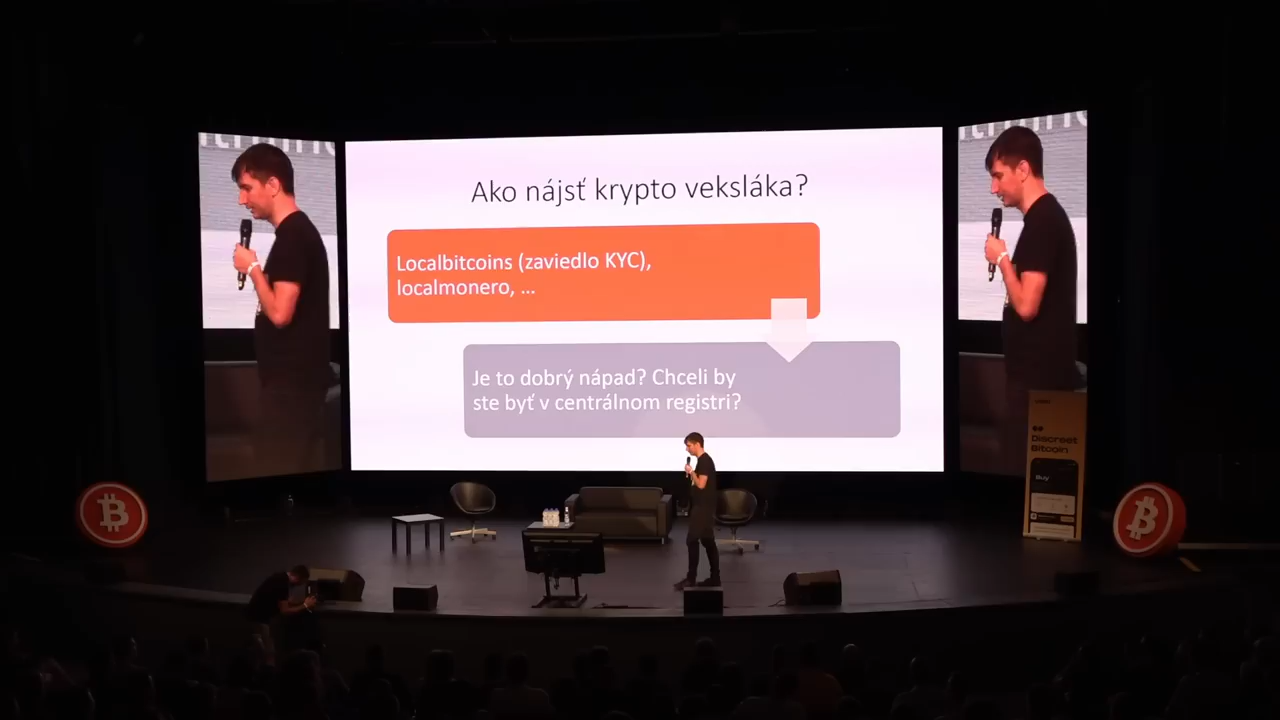 Ako nájsť krypto veksláka?
Localbitcoins (zaviedlo KYC),
localmonero, ...
Je to dobrý nápad? Chceli by
ste byť v centrálnom registri?
Discreet
Bitcoin
Buy